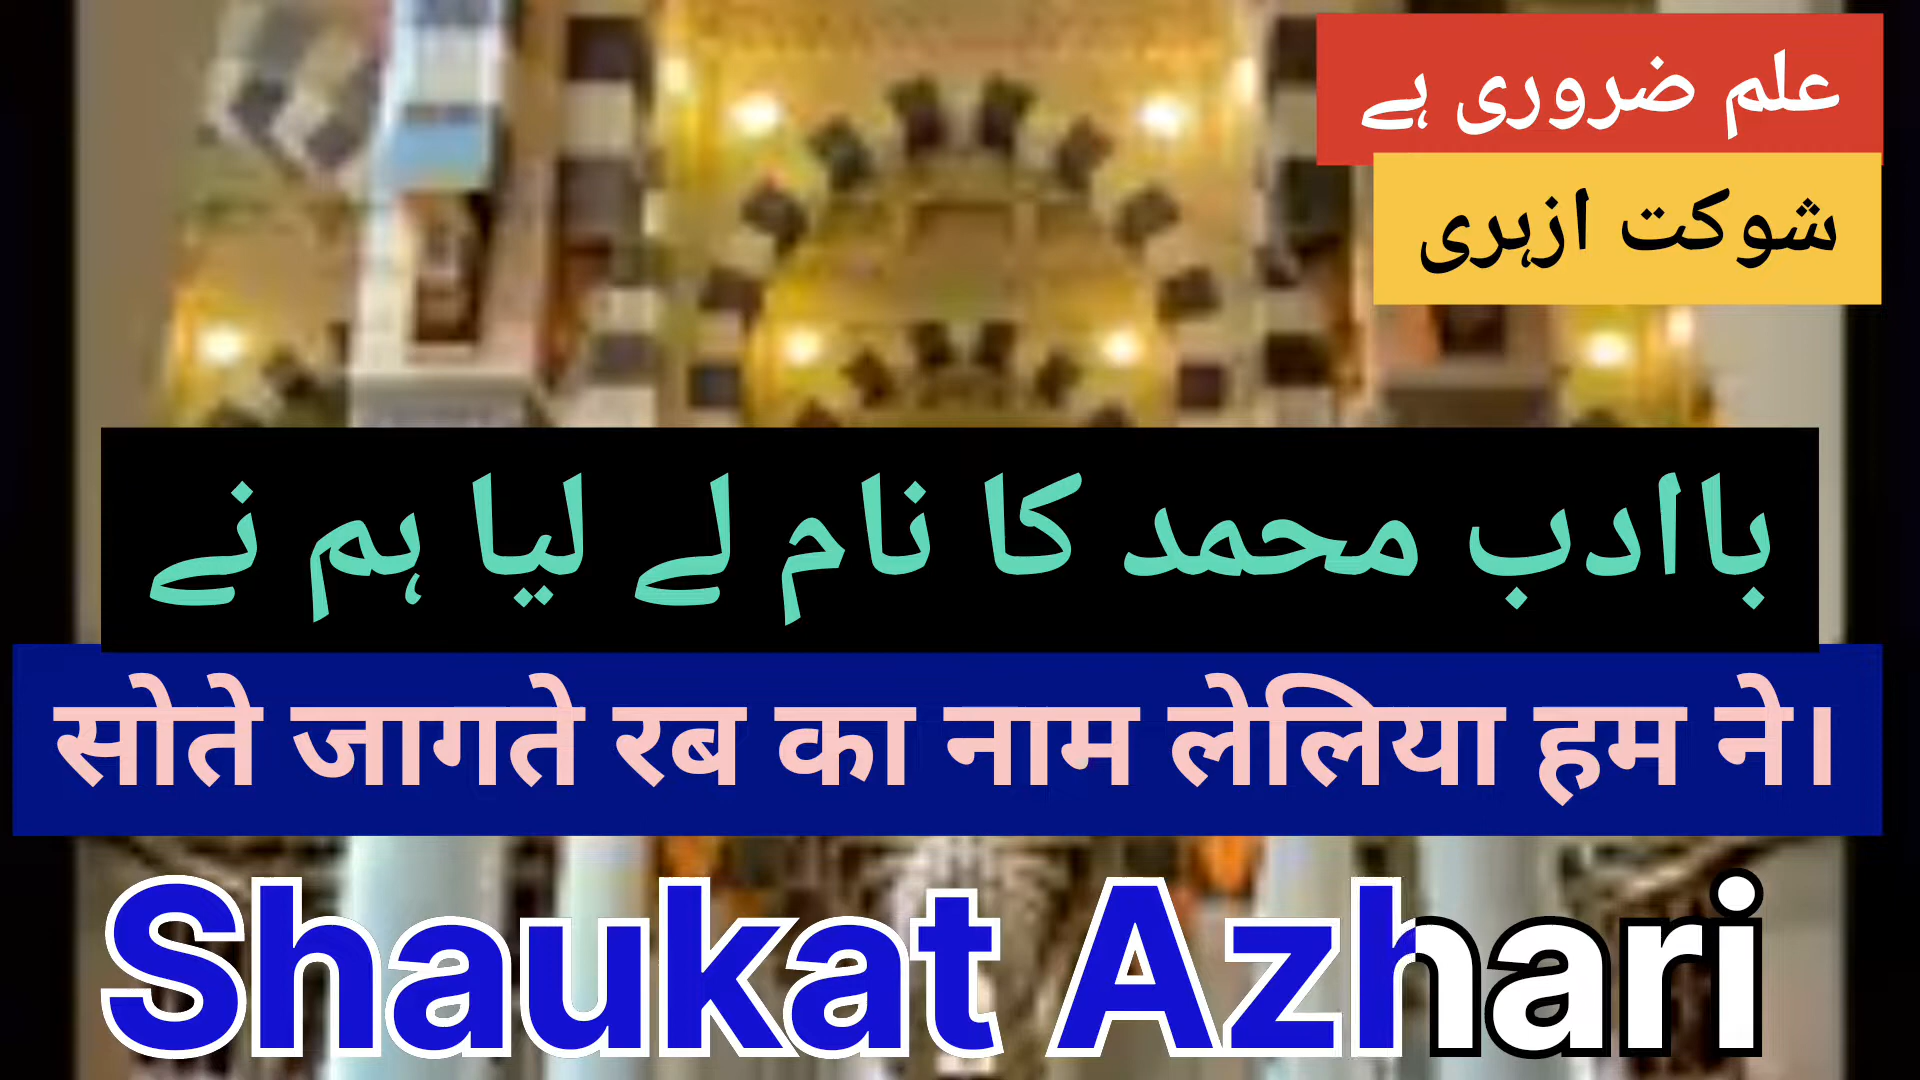 علم ضروری ہے
شوکت ازہری
باادب محمد کا نام لے لیا ہم نے
सोते जागते रब का नाम लेलिया हम ने।
Shaukat Azhari